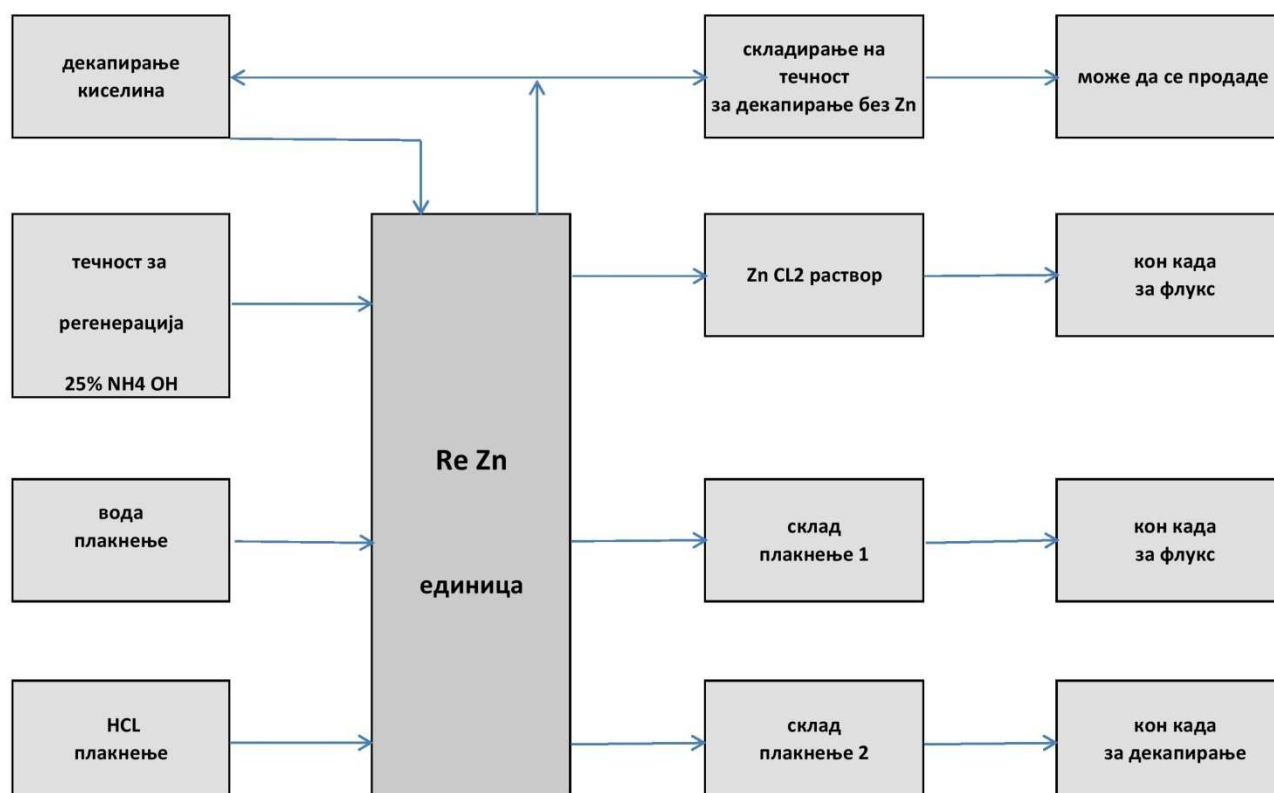 декапирање
киселина
складирање на
течност
за декапирање без Zn
може да се продаде
течност за
регенерација
25% NH4 OH
Zn CL2 раствор
кон када
за флукс
Re Zn
единица
вода
плакнење
склад
плакнење 1
кон када
за флукс
HCL
плакнење
склад
плакнење 2
кон када
за декапирање